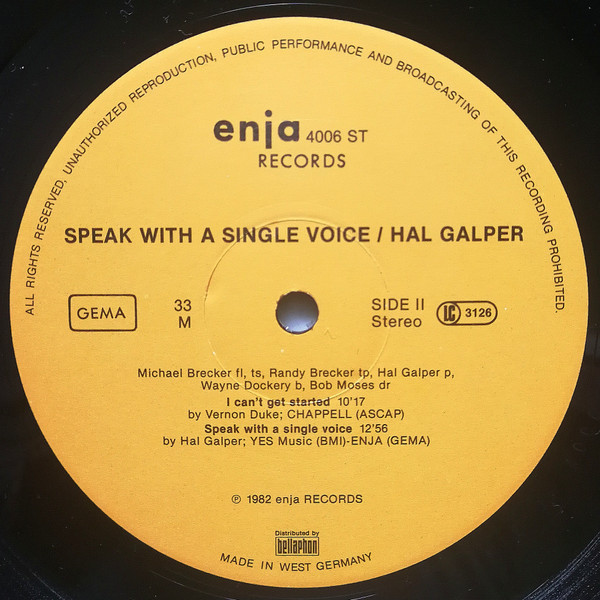 ALL RIGHTS RESERVED, UNAUTHORIZED REPRODUCTION, PUBLIC PERFORMANCE AND BROADCASTING OF THIS RECORDING PROHIBITED.
enja 4006 ST
RECORDS
SPEAK WITH A SINGLE VOICE / HAL GALPER
GEMA
33
M
SIDE II
Stereo
LC 3126
Michael Brecker fl, ts, Randy Brecker tp, Hal Galper p,
Wayne Dockery b, Bob Moses dr
I can't get started 10'17
by Vernon Duke; CHAPPELL (ASCAP)
Speak with a single voice 12'56
by Hal Galper; YES Music (BMI)-ENJA (GEMA)
℗ 1982 enja RECORDS
Distributed by
bellaphon
MADE IN WEST GERMANY